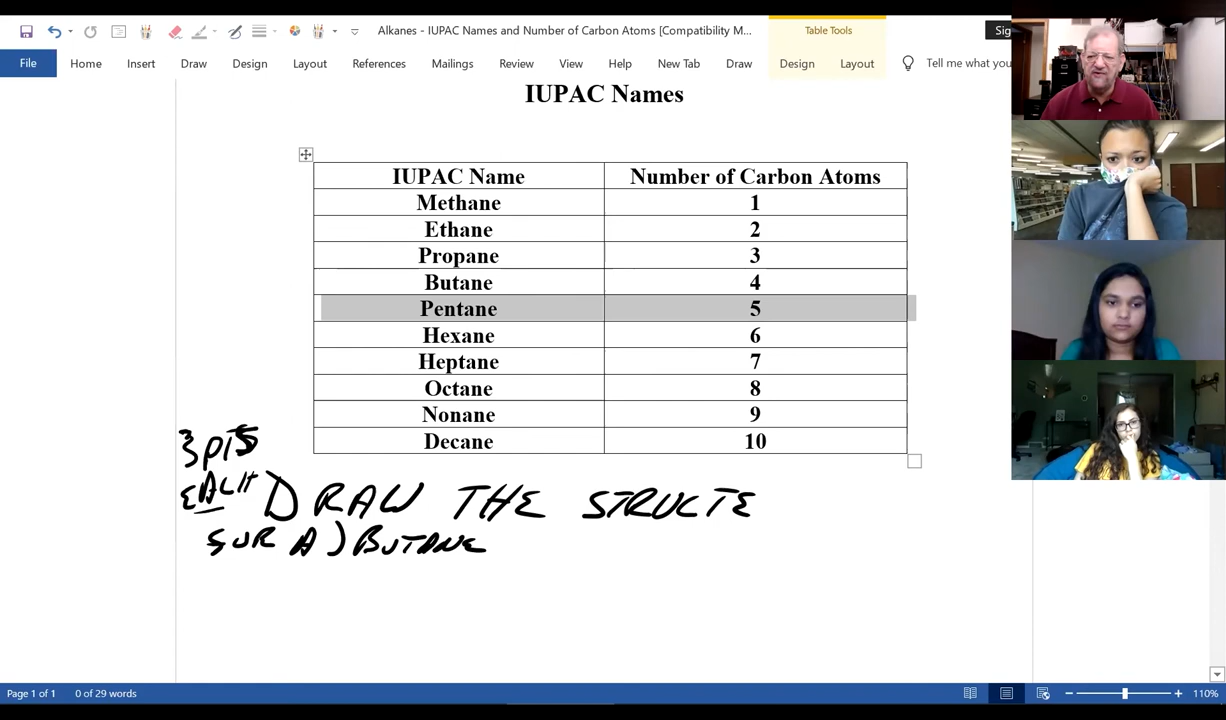 Alkanes - IUPAC Names and Number of Carbon Atoms [Compatibility M...
Table Tools
Sig
File Home Insert Draw Design Layout References Mailings Review View Help New Tab Draw Design Layout Tell me what you
IUPAC Names
IUPAC Name Number of Carbon Atoms
Methane 1
Ethane 2
Propane 3
Butane 4
Pentane 5
Hexane 6
Heptane 7
Octane 8
Nonane 9
Decane 10
3 PTS
EACH DRAW THE STRUCTE
FOR A) BUTANE
Page 1 of 1 0 of 29 words 110%